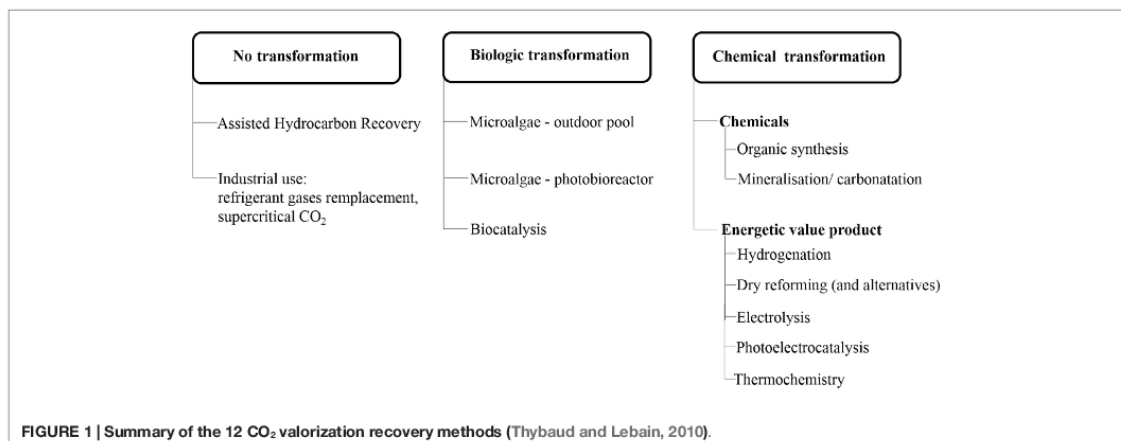 No transformation
Assisted Hydrocarbon Recovery
Industrial use:
refrigerant gases remplacement,
supercritical CO₂
Biologic transformation
Microalgae - outdoor pool
Microalgae - photobioreactor
Biocatalysis
Chemical transformation
Chemicals
Organic synthesis
Mineralisation/ carbonatation
Energetic value product
Hydrogenation
Dry reforming (and alternatives)
Electrolysis
Photoelectrocatalysis
Thermochemistry
FIGURE 1 | Summary of the 12 CO₂ valorization recovery methods (Thybaud and Lebain, 2010).